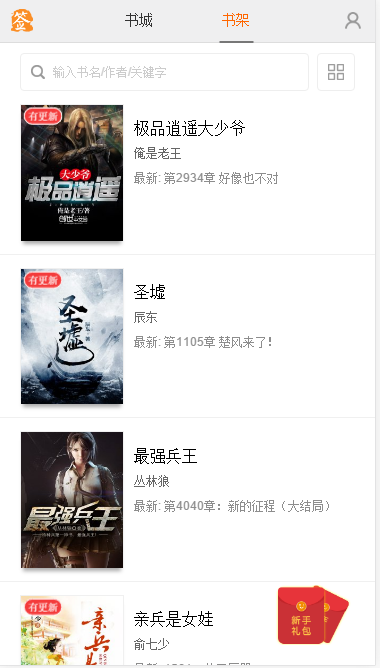 签
书城
书架
输入书名/作者/关键字
有更新
大少爷
极品逍遥
俺是老王/著
极品逍遥大少爷
俺是老王
最新: 第2934章 好像也不对
有更新
圣墟
圣墟
辰东
最新: 第1105章 楚风来了!
最强兵王
丛林狼
最强兵王
丛林狼
最新: 第4040章：新的征程（大结局）
有更新
亲兵
亲兵是女娃
俞七少
新手
礼包